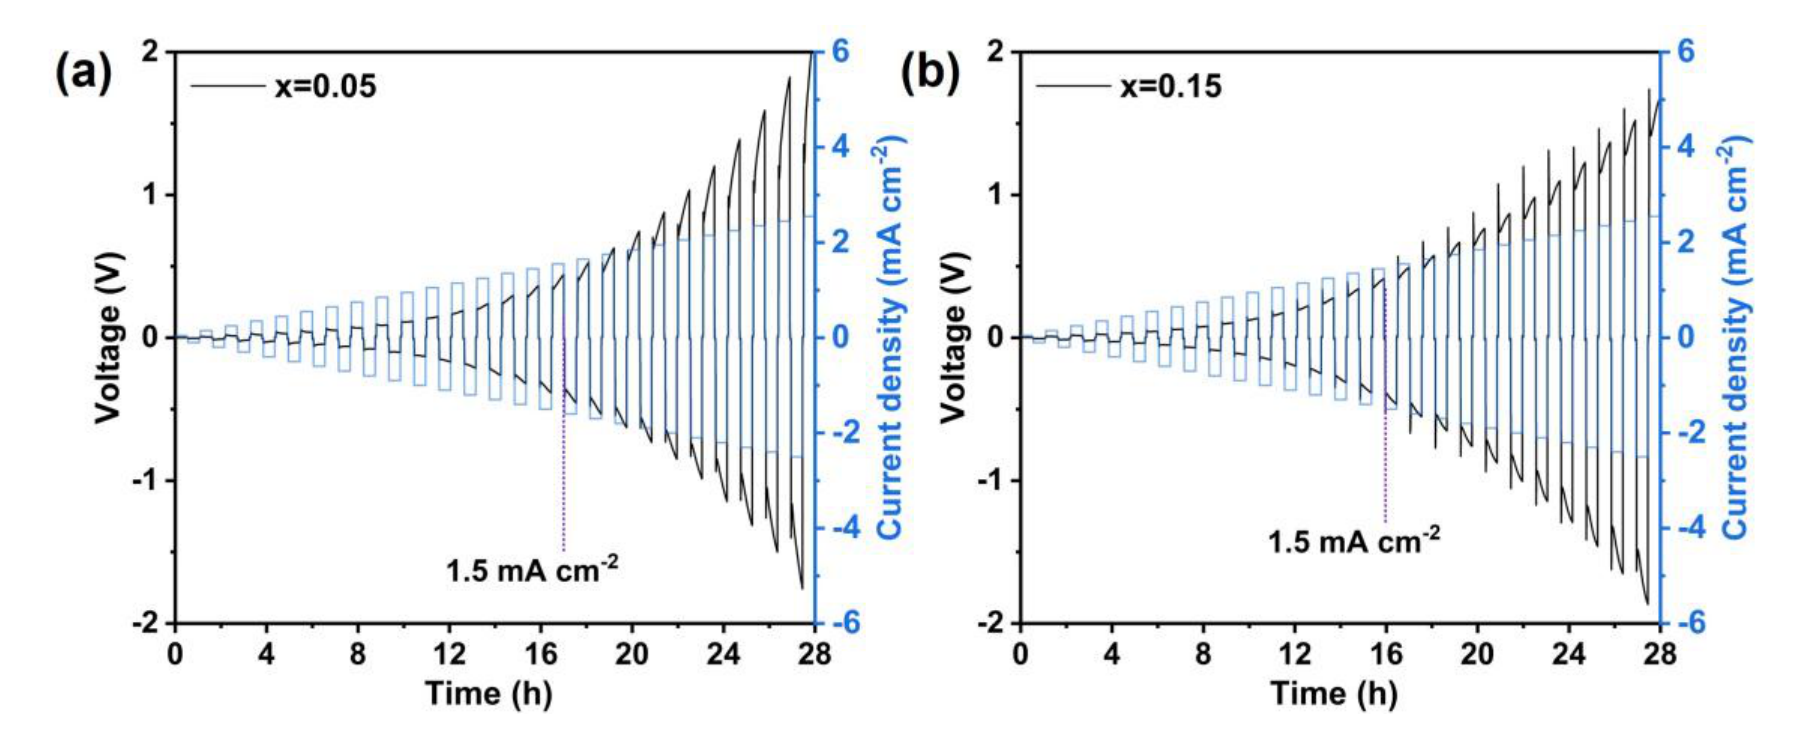 (a)
x=0.05
2
1
0
-1
-2
Voltage (V)
6
4
2
0
-2
-4
-6
Current density (mA cm-2)
1.5 mA cm-2
0 4 8 12 16 20 24 28
Time (h)
(b)
x=0.15
2
1
0
-1
-2
Voltage (V)
6
4
2
0
-2
-4
-6
Current density (mA cm-2)
1.5 mA cm-2
0 4 8 12 16 20 24 28
Time (h)